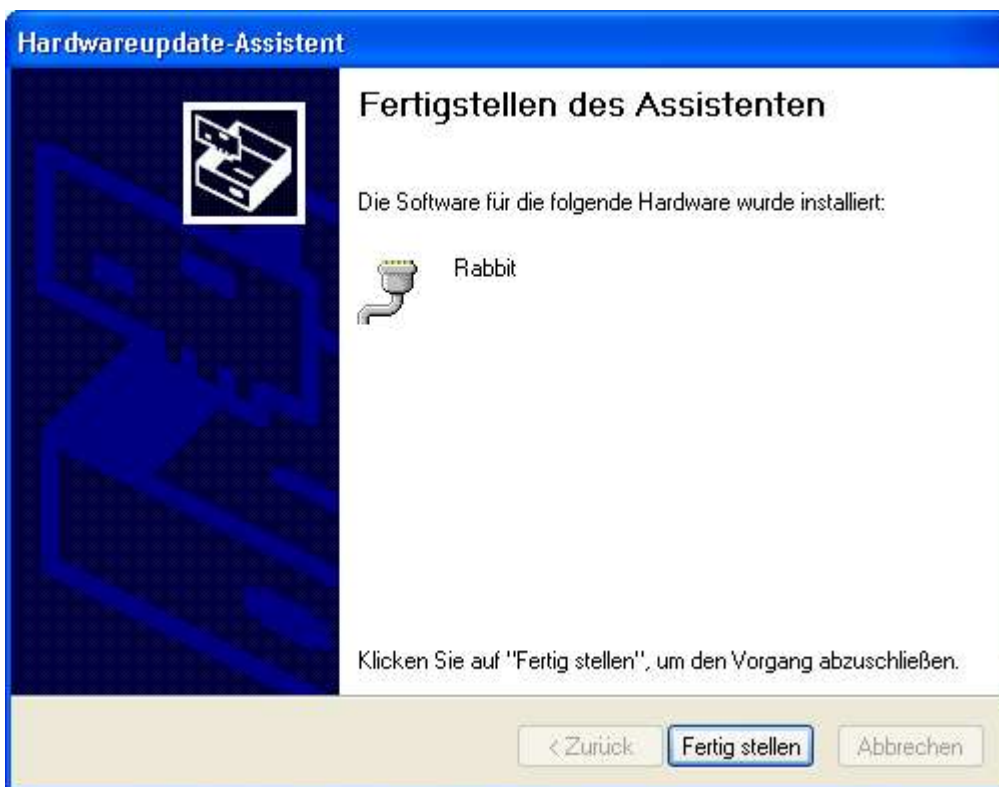 Hardwareupdate-Assistent
Fertigstellen des Assistenten
Die Software für die folgende Hardware wurde installiert:
Rabbit
Klicken Sie auf "Fertig stellen", um den Vorgang abzuschließen.
< Zurück Fertig stellen Abbrechen